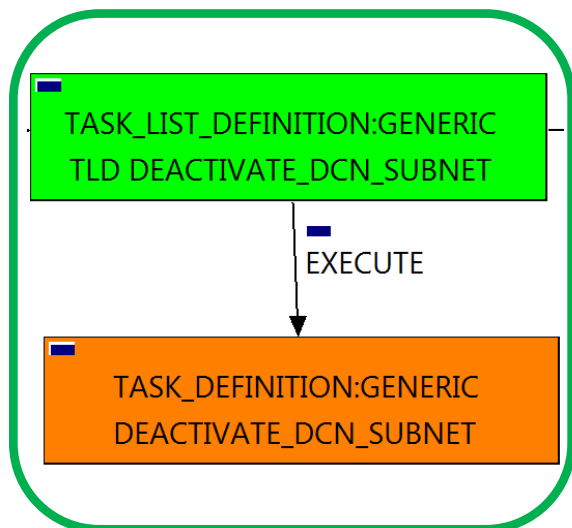 TASK_LIST_DEFINITION:GENERIC
TLD DEACTIVATE_DCN_SUBNET
EXECUTE
TASK_DEFINITION:GENERIC
DEACTIVATE_DCN_SUBNET